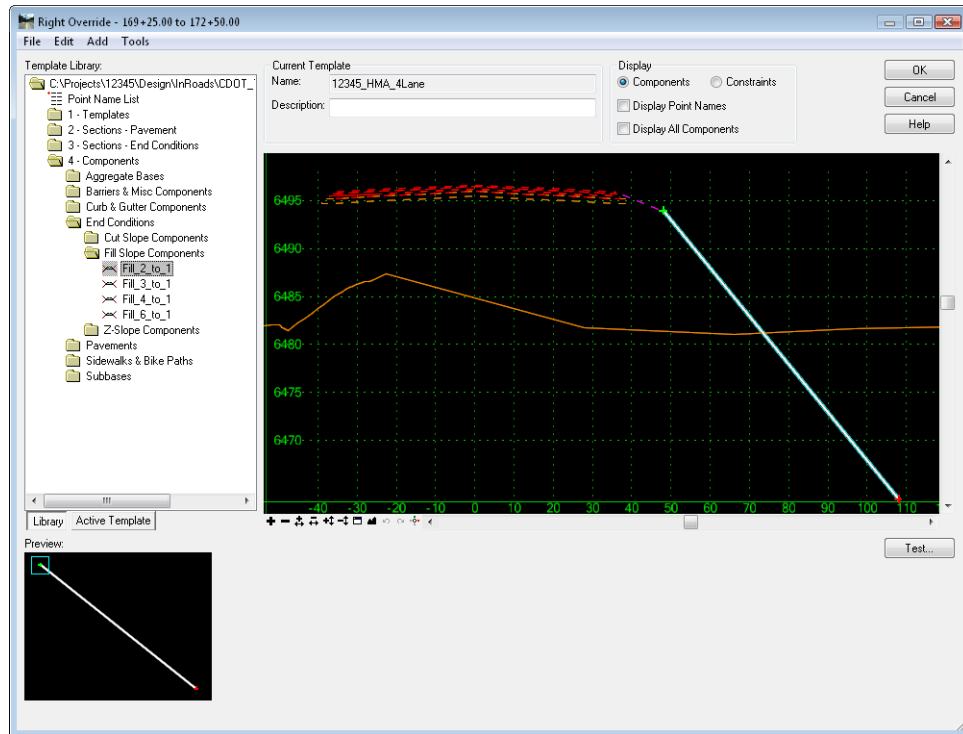 Right Override - 169+25.00 to 172+50.00
File Edit Add Tools
Template Library:
C:\Projects\12345\Design\InRoads\CDOT_
Point Name List
1 - Templates
2 - Sections - Pavement
3 - Sections - End Conditions
4 - Components
Aggregate Bases
Barriers & Misc Components
Curb & Gutter Components
End Conditions
Cut Slope Components
Fill Slope Components
Fill_2_to_1
Fill_3_to_1
Fill_4_to_1
Fill_6_to_1
Z-Slope Components
Pavements
Sidewalks & Bike Paths
Subbases
Library Active Template
Current Template
Name: 12345_HMA_4Lane
Description:
Display
Components Constraints
Display Point Names
Display All Components
OK
Cancel
Help
6495
6490
6485
6480
6475
6470
-40 -30 -20 -10 0 10 20 30 40 50 60 70 80 90 100 110
Preview:
Test...